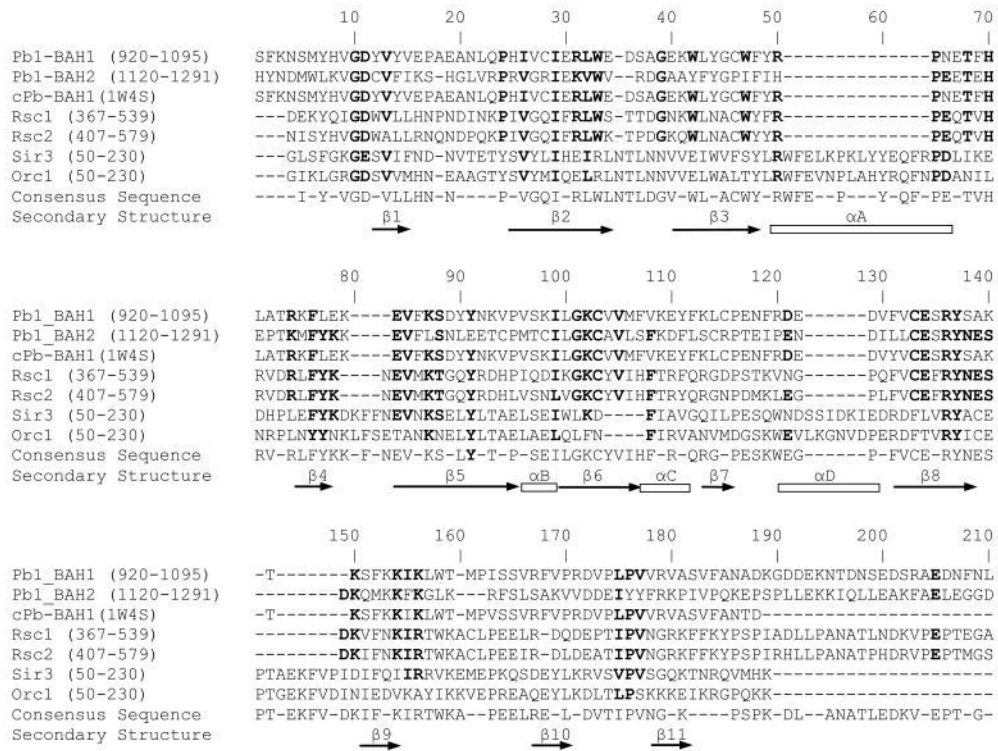 10 20 30 40 50 60 70
Pb1-BAH1 (920-1095) SFKNSMYHVGDYVYVEPAEANLQPHIVCIERLWE-DSAGEKWLYGCWFYR--------------PNETFH
Pb1-BAH2 (1120-1291) HYNDMWLKVGDCVFIKS-HGLVRPRVGRIEKVWV-RDGAAYFYGPIFIH--------------PEETEH
cPb-BAH1(1W4S) SFKNSMYHVGDYVYVEPAEANLQPHIVCIERLWE-DSAGEKWLYGCWFYR--------------PNETFH
Rsc1 (367-539) ---DEKYQIGDWVLLHNPNDINKPIVGQIFRLWS-TTDGNKWLNACWYFR--------------PEQTVH
Rsc2 (407-579) ---NISYHVGDWALLRNQNDPQKPIVGQIFRLWK-TPDGKQWLNACWYYR--------------PEQTVH
Sir3 (50-230) ---GLSFGKGESVIFND-NVTETYSVYLIHEIRLNTLNNVVEIWVFSYLRWFELKPKLYYEQFRPDLIKE
Orc1 (50-230) ---GIKLGRGDSVVMHN-EAAGTYSVYMIQELRLNTLNNVVELWALTYLRWFEVNPLAHYRQFNPDANIL
Consensus Sequence ---I-Y-VGD-VLLHN-N----P-VGQI-RLWLNTLDGV-WL-ACWY-RWFE--P---Y-QF-PE-TVH
Secondary Structure
β1 β2 β3 αA
80 90 100 110 120 130 140
Pb1_BAH1 (920-1095) LATRKFLEK----EVFKSDYYNKVPVSKILGKCVVMFVKEYFKLCPENFRDE-----DVFVCESRYSAK
Pb1_BAH2 (1120-1291) EPTKMFYKK----EVFLSNLEETCPMTCILGKCAVLSFKDFLSCRPTEIPEN-----DILLCESRYNES
cPb-BAH1(1W4S) LATRKFLEK----EVFKSDYYNKVPVSKILGKCVVMFVKEYFKLCPENFRDE-----DVYVCESRYSAK
Rsc1 (367-539) RVDRLFYK----NEVMKTGQYRDHPIQDIKGKCYVIHFTRFQRGDPSTKVNG-----PQFVCEFRYNES
Rsc2 (407-579) RVDRLFYK----NEVMKTGQYRDHLVSNLVGKCYVIHFTRYQRGNPDMKLEG-----PLFVCEFRYNES
Sir3 (50-230) DHPLEFYKDKFFNEVNKSELYLTAELSEIWLKD----FIAVGQILPESQWNDSSIDKIEDRDFLVRYACE
Orc1 (50-230) NRPLNYYNKLFSETANKNELYLTAELAELQLFN----FIRVANVMDGSKWEVLKGNVDPERDFTVRYICE
Consensus Sequence RV-RLFYKK-F-NEV-KS-LY-T-P-SEILGKCYVIHF-R-QRG-PESKWEG-----P-FVCE-RYNES
Secondary Structure
β4 β5 αB β6 αC β7 αD β8
150 160 170 180 190 200 210
Pb1_BAH1 (920-1095) -T-------KSFKKIKLWT-MPISSVRFVPRDVPLPVVRVASVFANADKGDDEKNTDNSEDSRAEDNFNL
Pb1_BAH2 (1120-1291) --------DKQMKKFKGLK--RFSLSAKVVDDEIYYFRKPIVPQKEPSPLLEKKIQLLEAKFAELEGGD
cPb-BAH1(1W4S) -T-------KSFKKIKLWT-MPVSSVRFVPRDVPLPVVRVASVFANTD----------------------
Rsc1 (367-539) --------DKVFNKIRTWKACLPEELR-DQDEPTIPVNGRKFFKYPSPIADLLPANATLNDKVPEPTEGA
Rsc2 (407-579) --------DKIFNKIRTWKACLPEEIR-DLDEATIPVNGRKFFKYPSPIRHLLPANATPHDRVPEPTMGS
Sir3 (50-230) PTAEKFVPIDIFQIIRRVKEMEPKQSDEYLKRVSVPVSGQKTNRQVMHK---------------------
Orc1 (50-230) PTGEKFVDINIEDVKAYIKKVEPREAQEYLKDLTLPSKKKEIKRGPQKK---------------------
Consensus Sequence PT-EKFV-DKIF-KIRTWKA-PEELRE-L-DVTIPVNG-K----PSPK-DL--ANATLEDKV-EPT-G-
Secondary Structure
β9 β10 β11